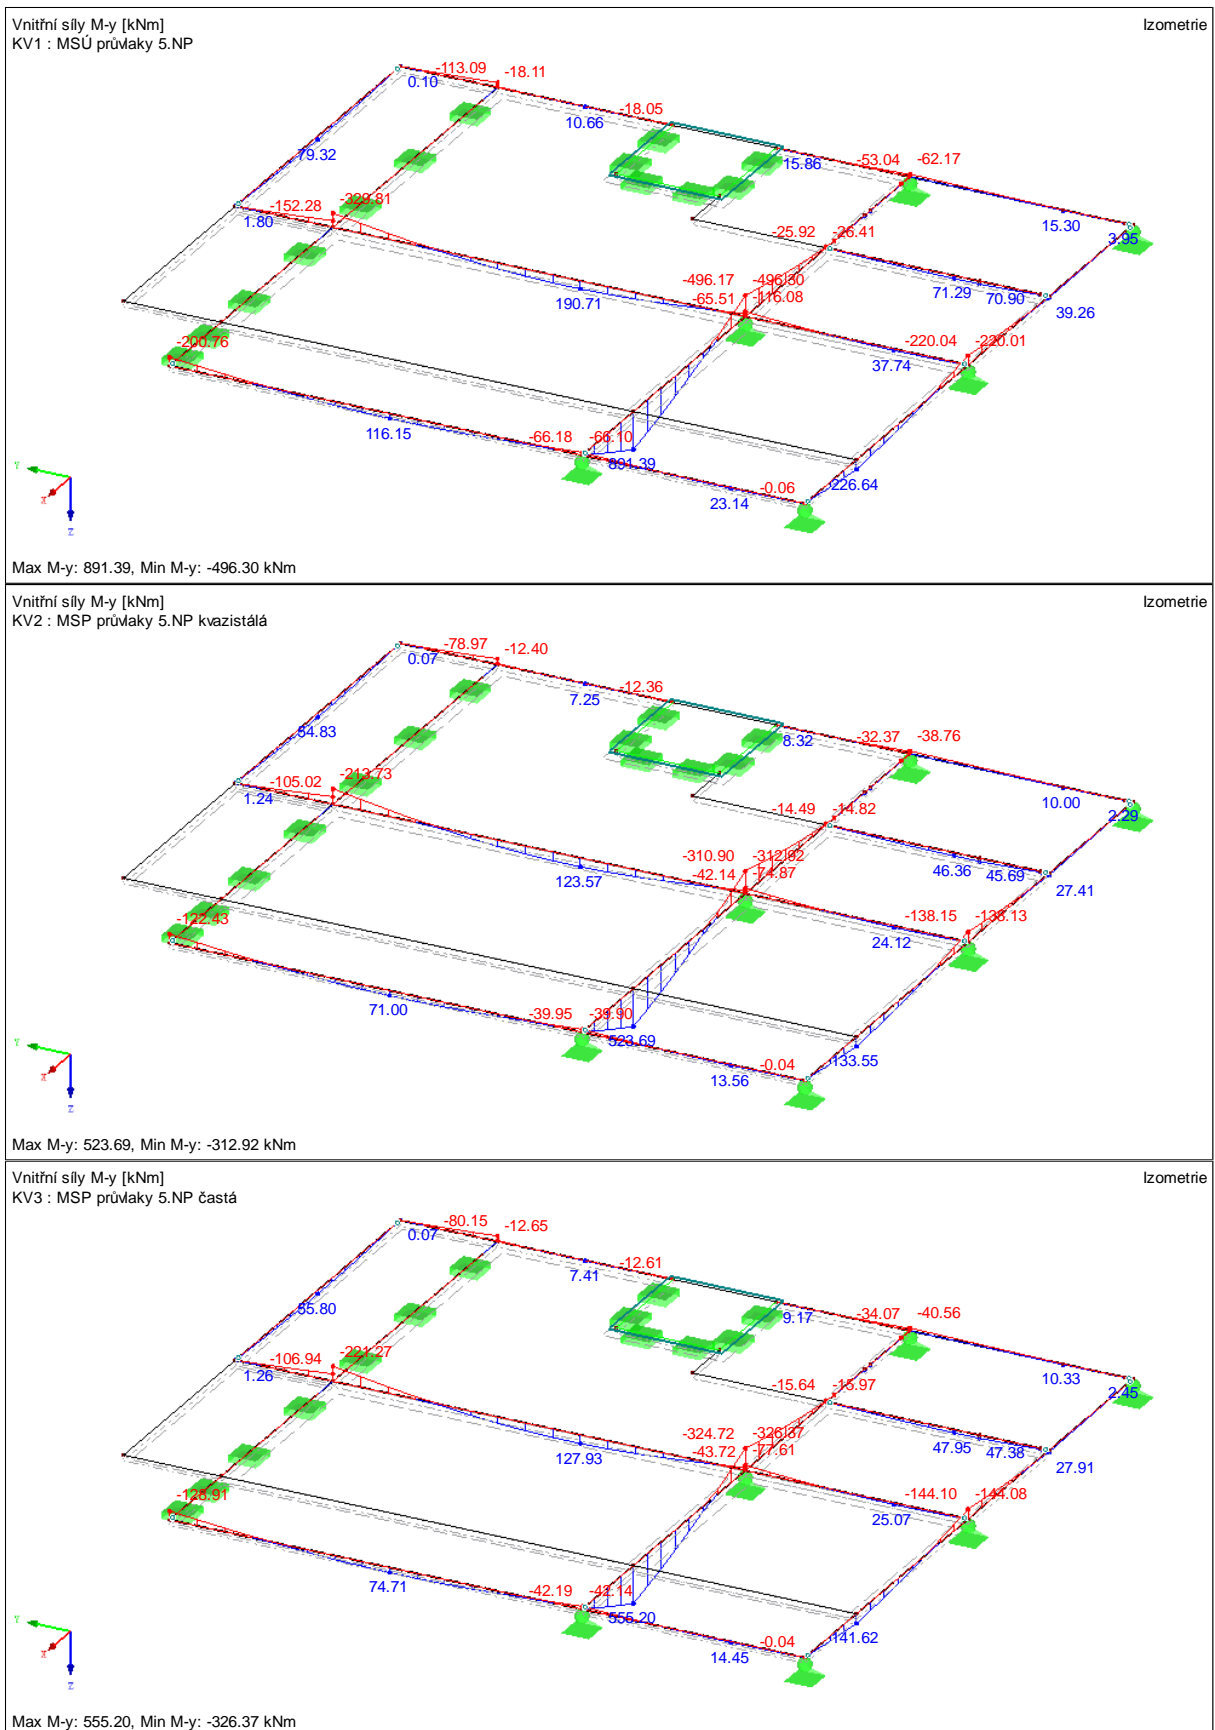 Vnitřní síly M-y [kNm] Izometrie
KV1 : MSÚ průvlaky 5.NP
-113.09 -18.11
0.10
10.66 -18.05
79.32
15.86 -53.04 -62.17
-152.28 -329.81
1.80
15.30 3.95
-25.92 -26.41
-496.17 -496.30
190.71 -65.51 -116.08
71.29 70.90 39.26
-200.76
-220.04 -220.01
37.74
116.15 -66.18 -66.10
891.39
-0.06 226.64
23.14
Y
X
Z
Max M-y: 891.39, Min M-y: -496.30 kNm
Vnitřní síly M-y [kNm] Izometrie
KV2 : MSP průvlaky 5.NP kvazistálá
-78.97 -12.40
0.07
7.25 -12.36
54.83
8.32 -32.37 -38.76
-105.02 -213.73
1.24
10.00 2.29
-14.49 -14.82
-310.90 -312.92
123.57 -42.14 -74.87
46.36 45.69 27.41
-122.43
-138.15 -138.13
24.12
71.00 -39.95 -39.90
523.69
-0.04 133.55
13.56
Y
X
Z
Max M-y: 523.69, Min M-y: -312.92 kNm
Vnitřní síly M-y [kNm] Izometrie
KV3 : MSP průvlaky 5.NP častá
-80.15 -12.65
0.07
7.41 -12.61
55.80
9.17 -34.07 -40.56
-106.94 -221.27
1.26
10.33 2.45
-15.64 -15.97
-324.72 -326.37
127.93 -43.72 -77.61
47.95 47.38 27.91
-128.91
-144.10 -144.08
25.07
74.71 -42.19 -42.14
555.20
-0.04 141.62
14.45
Y
X
Z
Max M-y: 555.20, Min M-y: -326.37 kNm